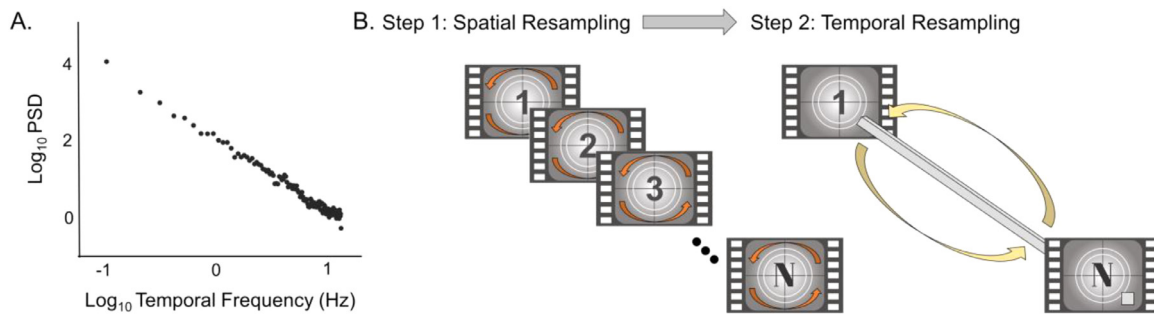 A.
Log10 PSD
4
2
0
-1
0
1
Log10 Temporal Frequency (Hz)
B. Step 1: Spatial Resampling
Step 2: Temporal Resampling
1
2
3
N
1
N